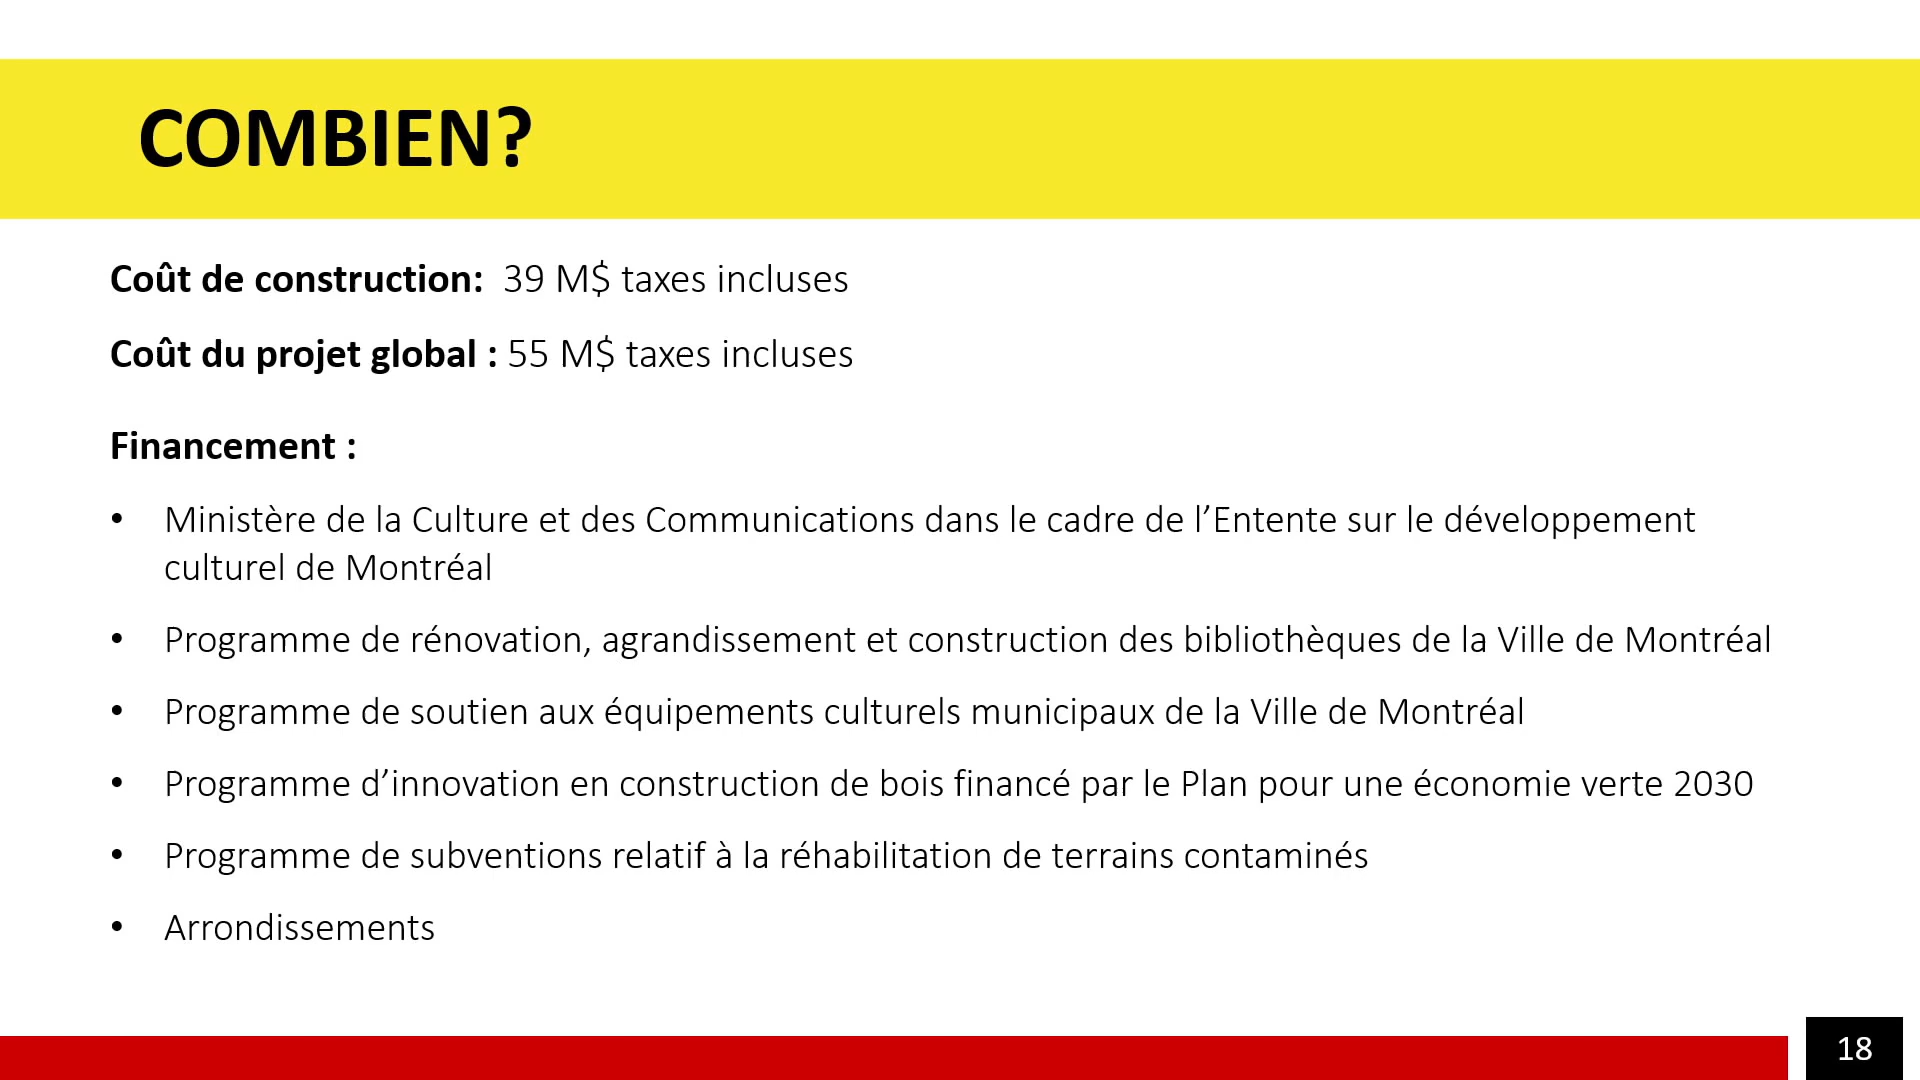 COMBIEN?
Coût de construction: 39 M$ taxes incluses
Coût du projet global : 55 M$ taxes incluses
Financement :
• Ministère de la Culture et des Communications dans le cadre de l’Entente sur le développement
culturel de Montréal
• Programme de rénovation, agrandissement et construction des bibliothèques de la Ville de Montréal
• Programme de soutien aux équipements culturels municipaux de la Ville de Montréal
• Programme d’innovation en construction de bois financé par le Plan pour une économie verte 2030
• Programme de subventions relatif à la réhabilitation de terrains contaminés
• Arrondissements
18